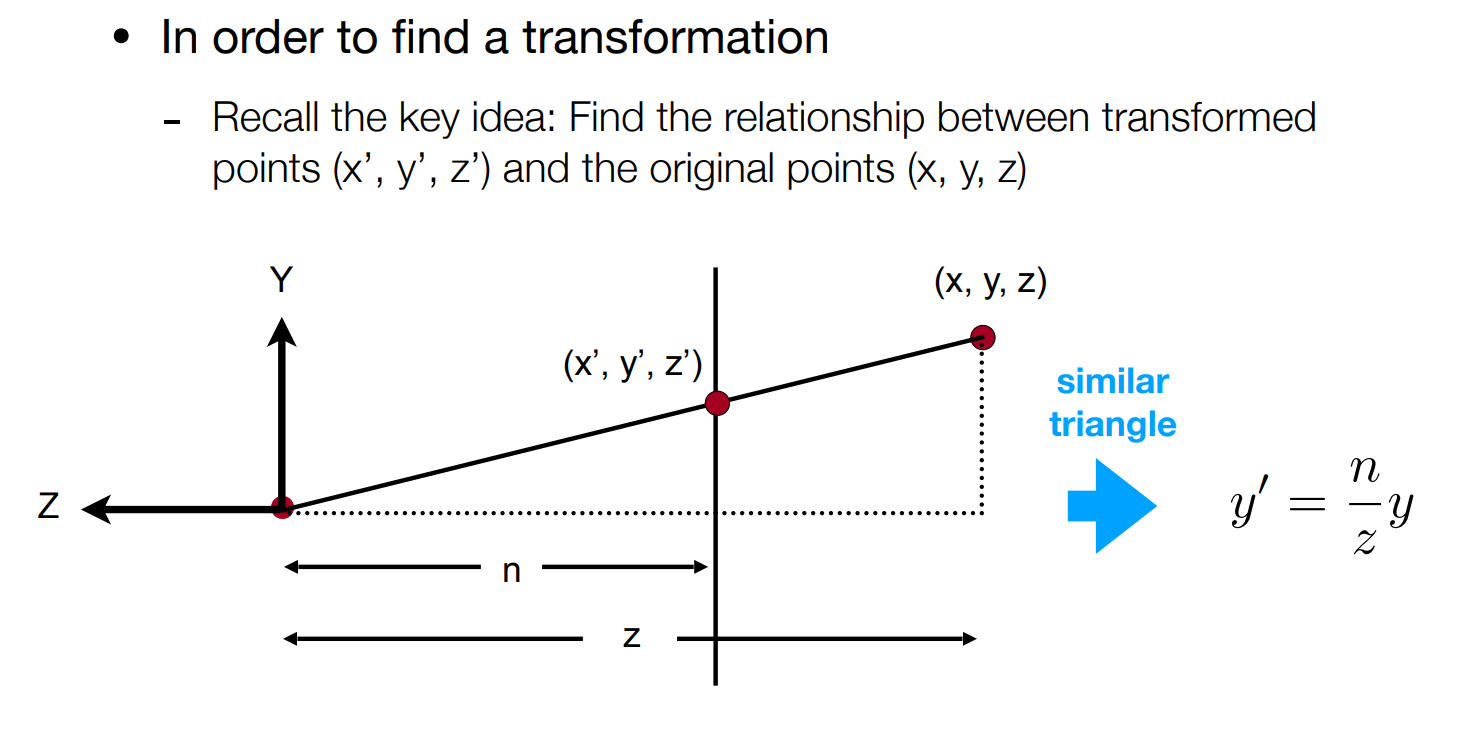 • In order to find a transformation
- Recall the key idea: Find the relationship between transformed
points (x’, y’, z’) and the original points (x, y, z)
Y
(x, y, z)
(x’, y’, z’)
similar
triangle
Z
y′ = n/z y
n
z